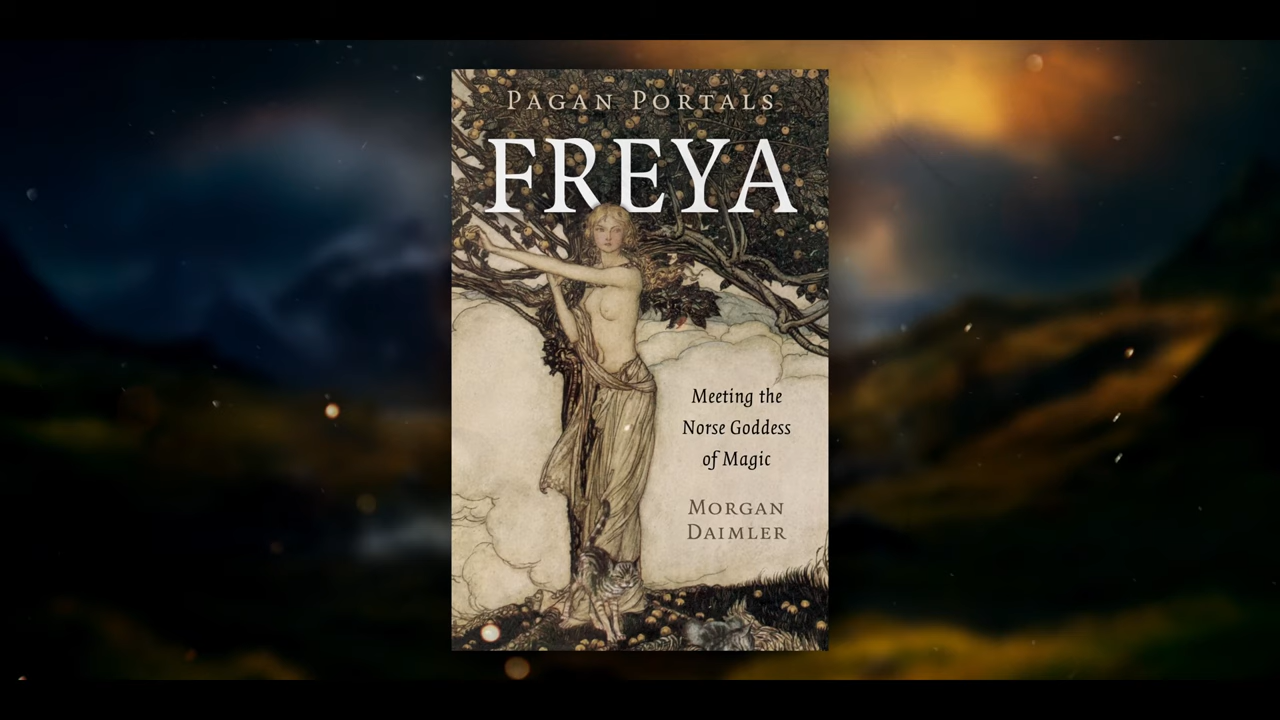 PAGAN PORTALS
FREYA
Meeting the
Norse Goddess
of Magic
MORGAN
DAIMLER